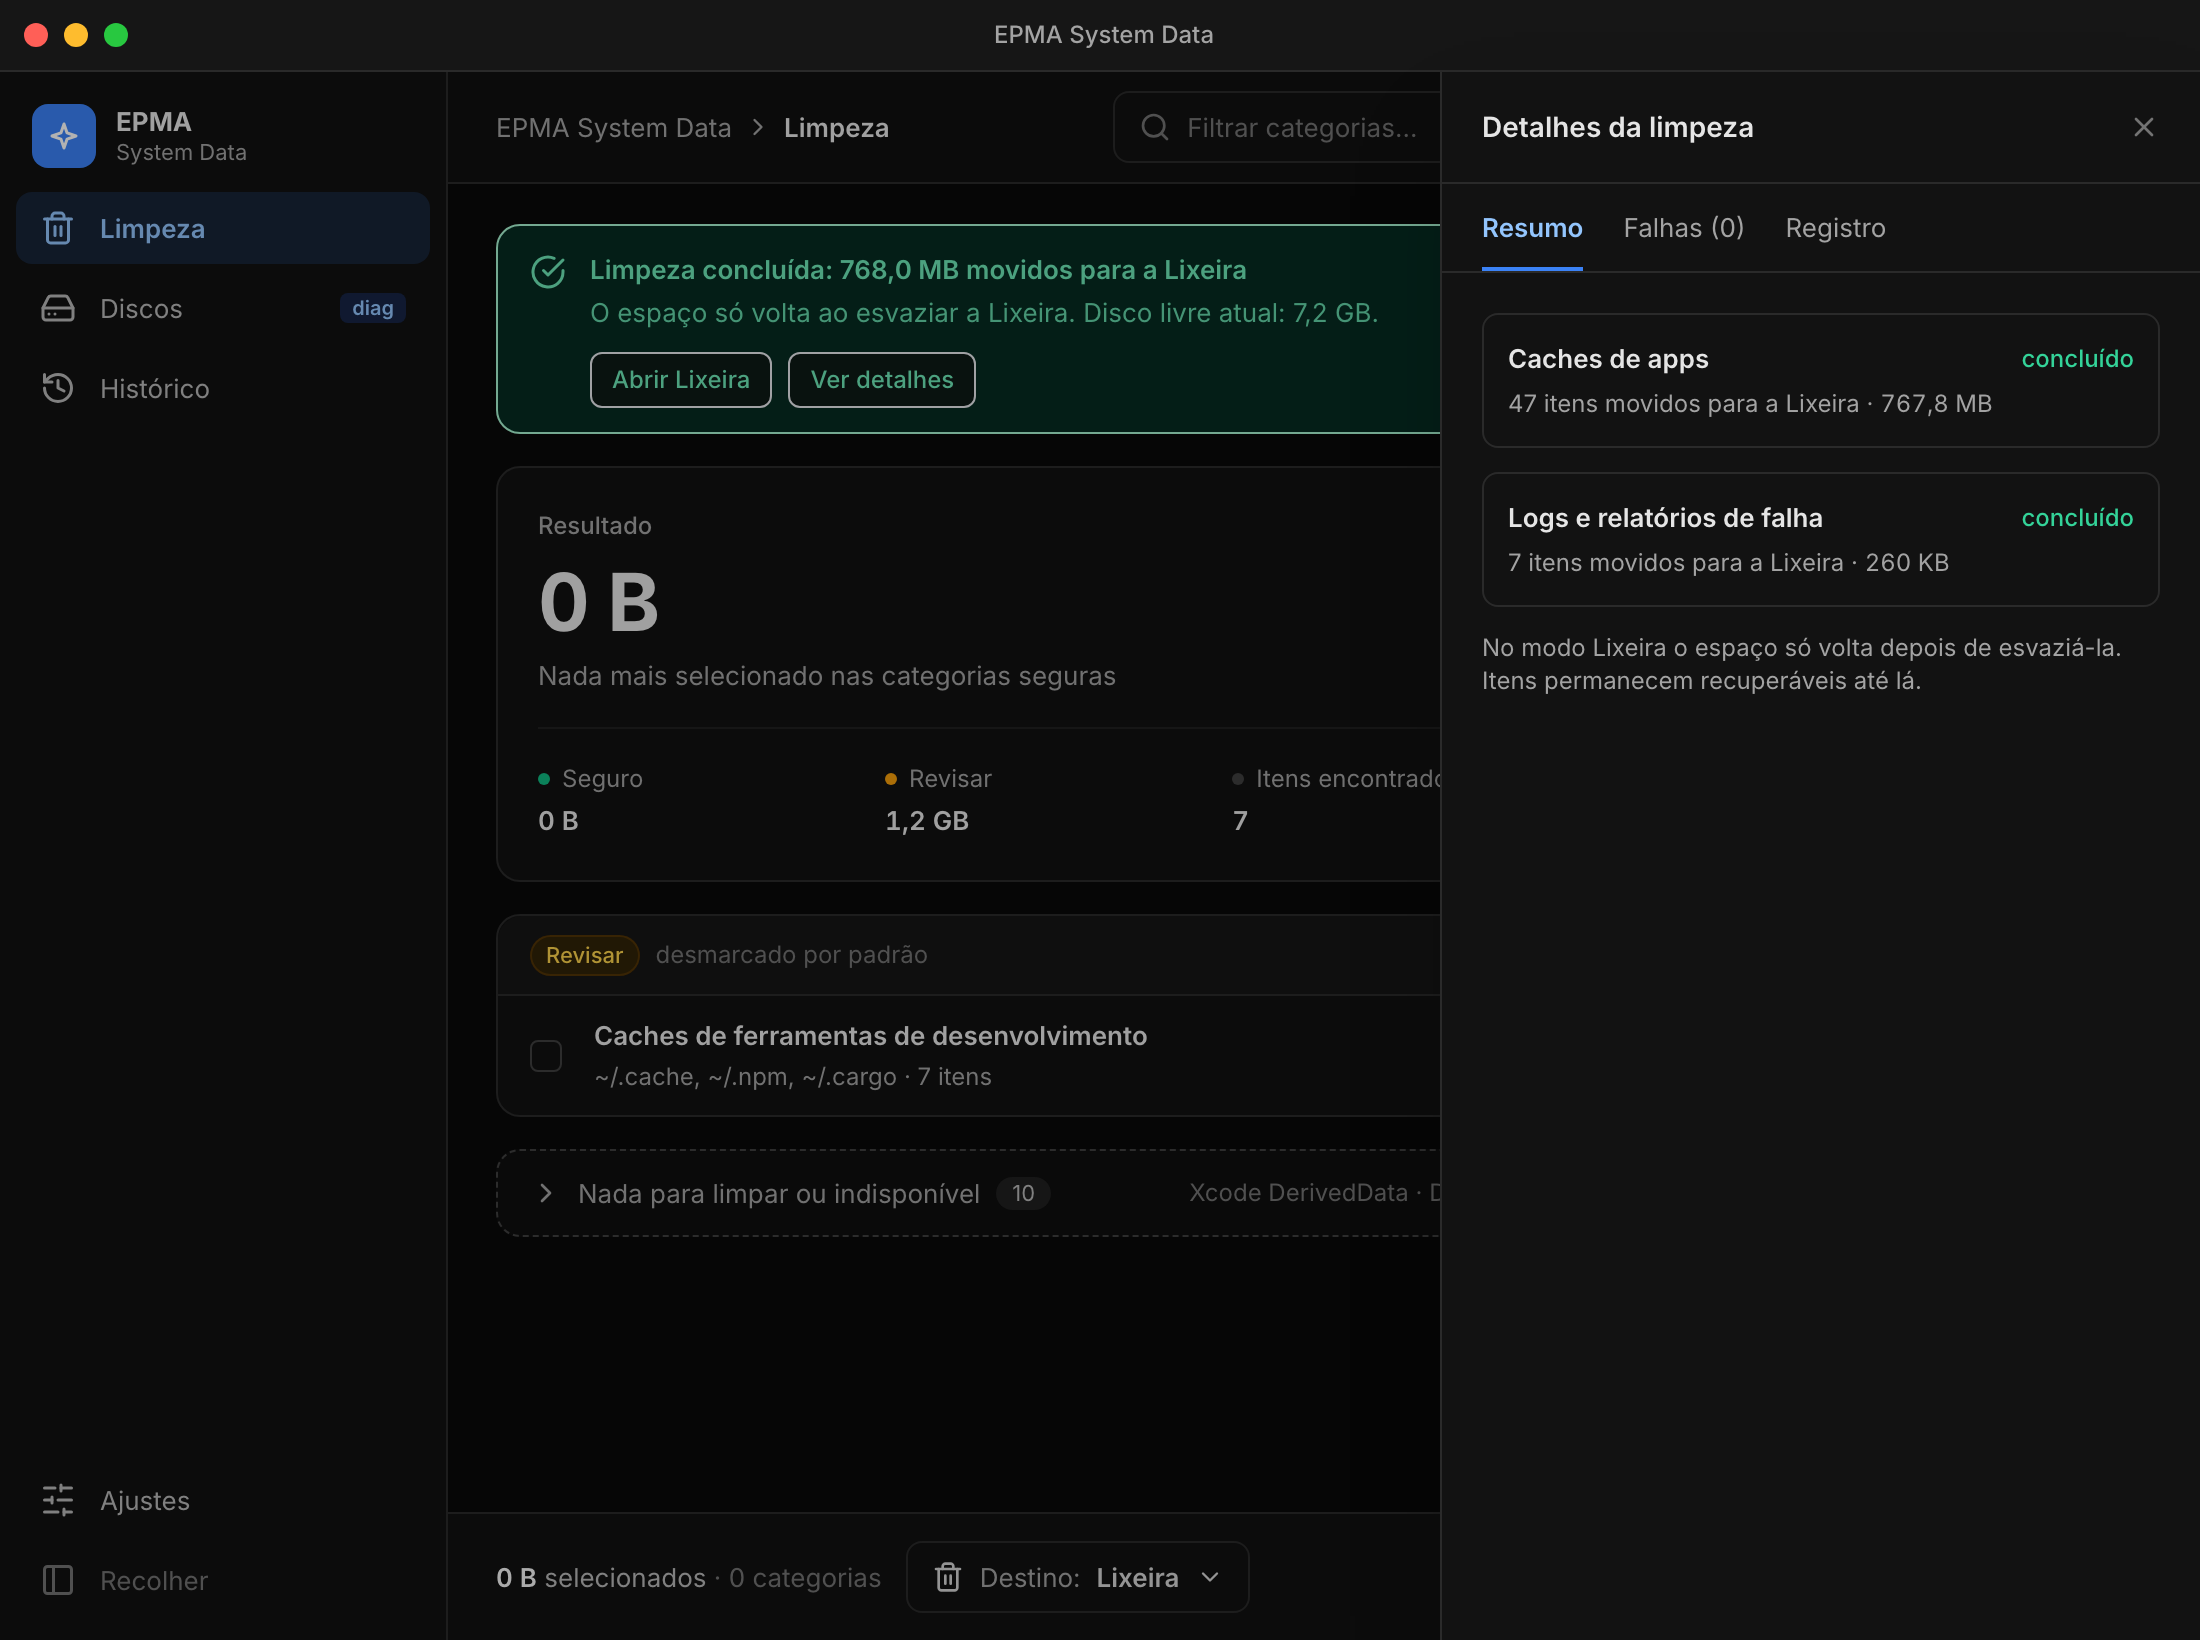 EPMA System Data
EPMA
System Data
Limpeza
Discos
diag
Histórico
Ajustes
Recolher
EPMA System Data > Limpeza
Filtrar categorias...
Limpeza concluída: 768,0 MB movidos para a Lixeira
O espaço só volta ao esvaziar a Lixeira. Disco livre atual: 7,2 GB.
Abrir Lixeira
Ver detalhes
Resultado
0 B
Nada mais selecionado nas categorias seguras
Seguro
0 B
Revisar
1,2 GB
Itens encontrado
7
Revisar
desmarcado por padrão
Caches de ferramentas de desenvolvimento
~/.cache, ~/.npm, ~/.cargo · 7 itens
Nada para limpar ou indisponível
10
Xcode DerivedData ·
0 B selecionados · 0 categorias
Destino: Lixeira
Detalhes da limpeza
Resumo
Falhas (0)
Registro
Caches de apps
concluído
47 itens movidos para a Lixeira · 767,8 MB
Logs e relatórios de falha
concluído
7 itens movidos para a Lixeira · 260 KB
No modo Lixeira o espaço só volta depois de esvaziá-la.
Itens permanecem recuperáveis até lá.